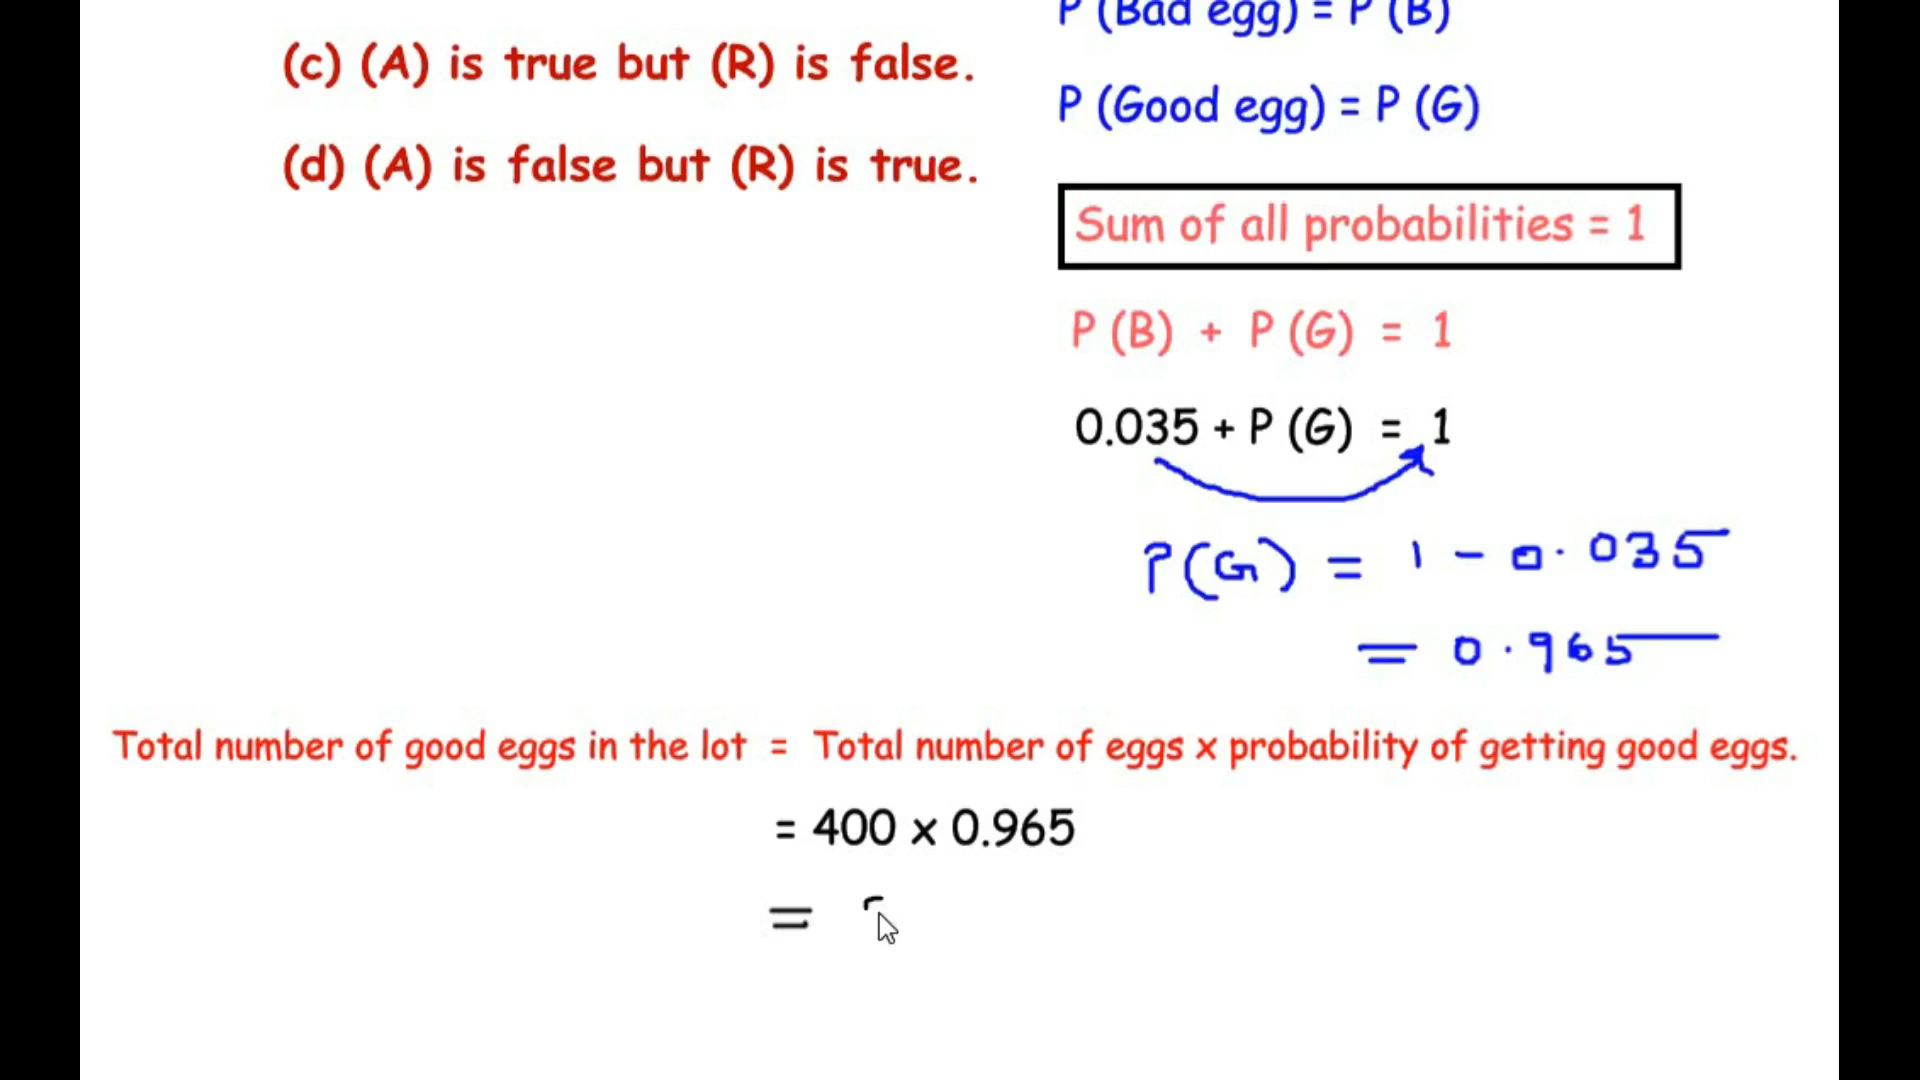 (c) (A) is true but (R) is false.
(d) (A) is false but (R) is true.
P (Bad egg) = P (B)
P (Good egg) = P (G)
Sum of all probabilities = 1
P (B) + P (G) = 1
0.035 + P (G) = 1
P(G) = 1 - 0.035
= 0.965
Total number of good eggs in the lot = Total number of eggs x probability of getting good eggs.
= 400 x 0.965
=